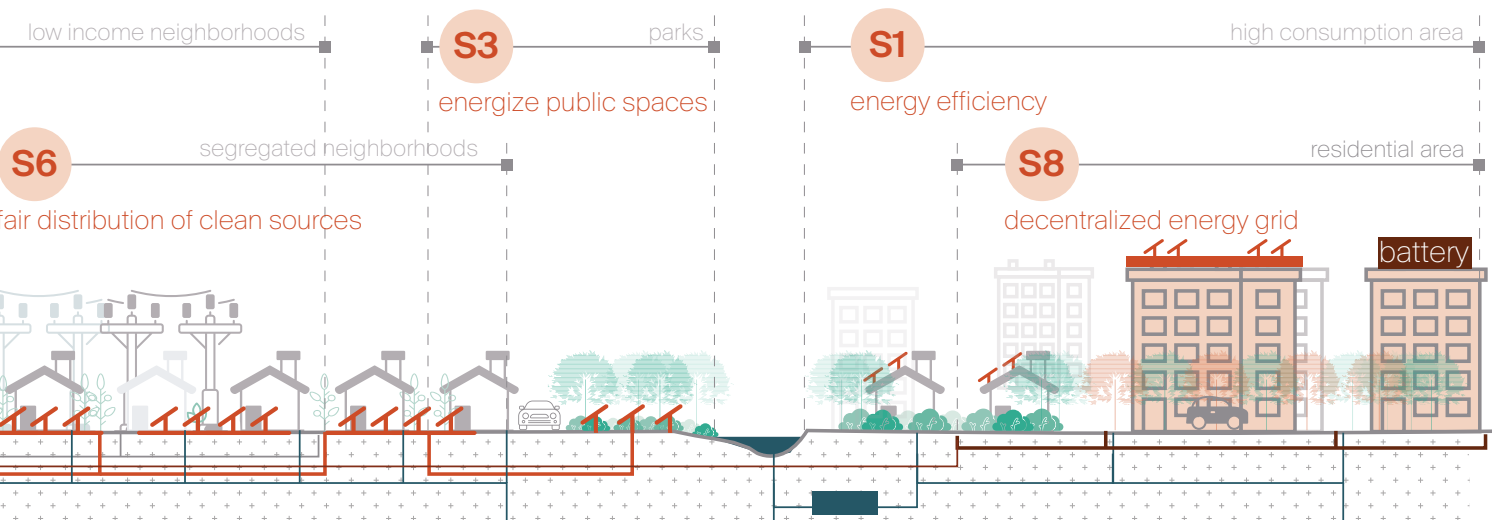 low income neighborhoods
S3
parks
energize public spaces
S1
high consumption area
energy efficiency
S6
segregated neighborhoods
fair distribution of clean sources
S8
residential area
decentralized energy grid
battery